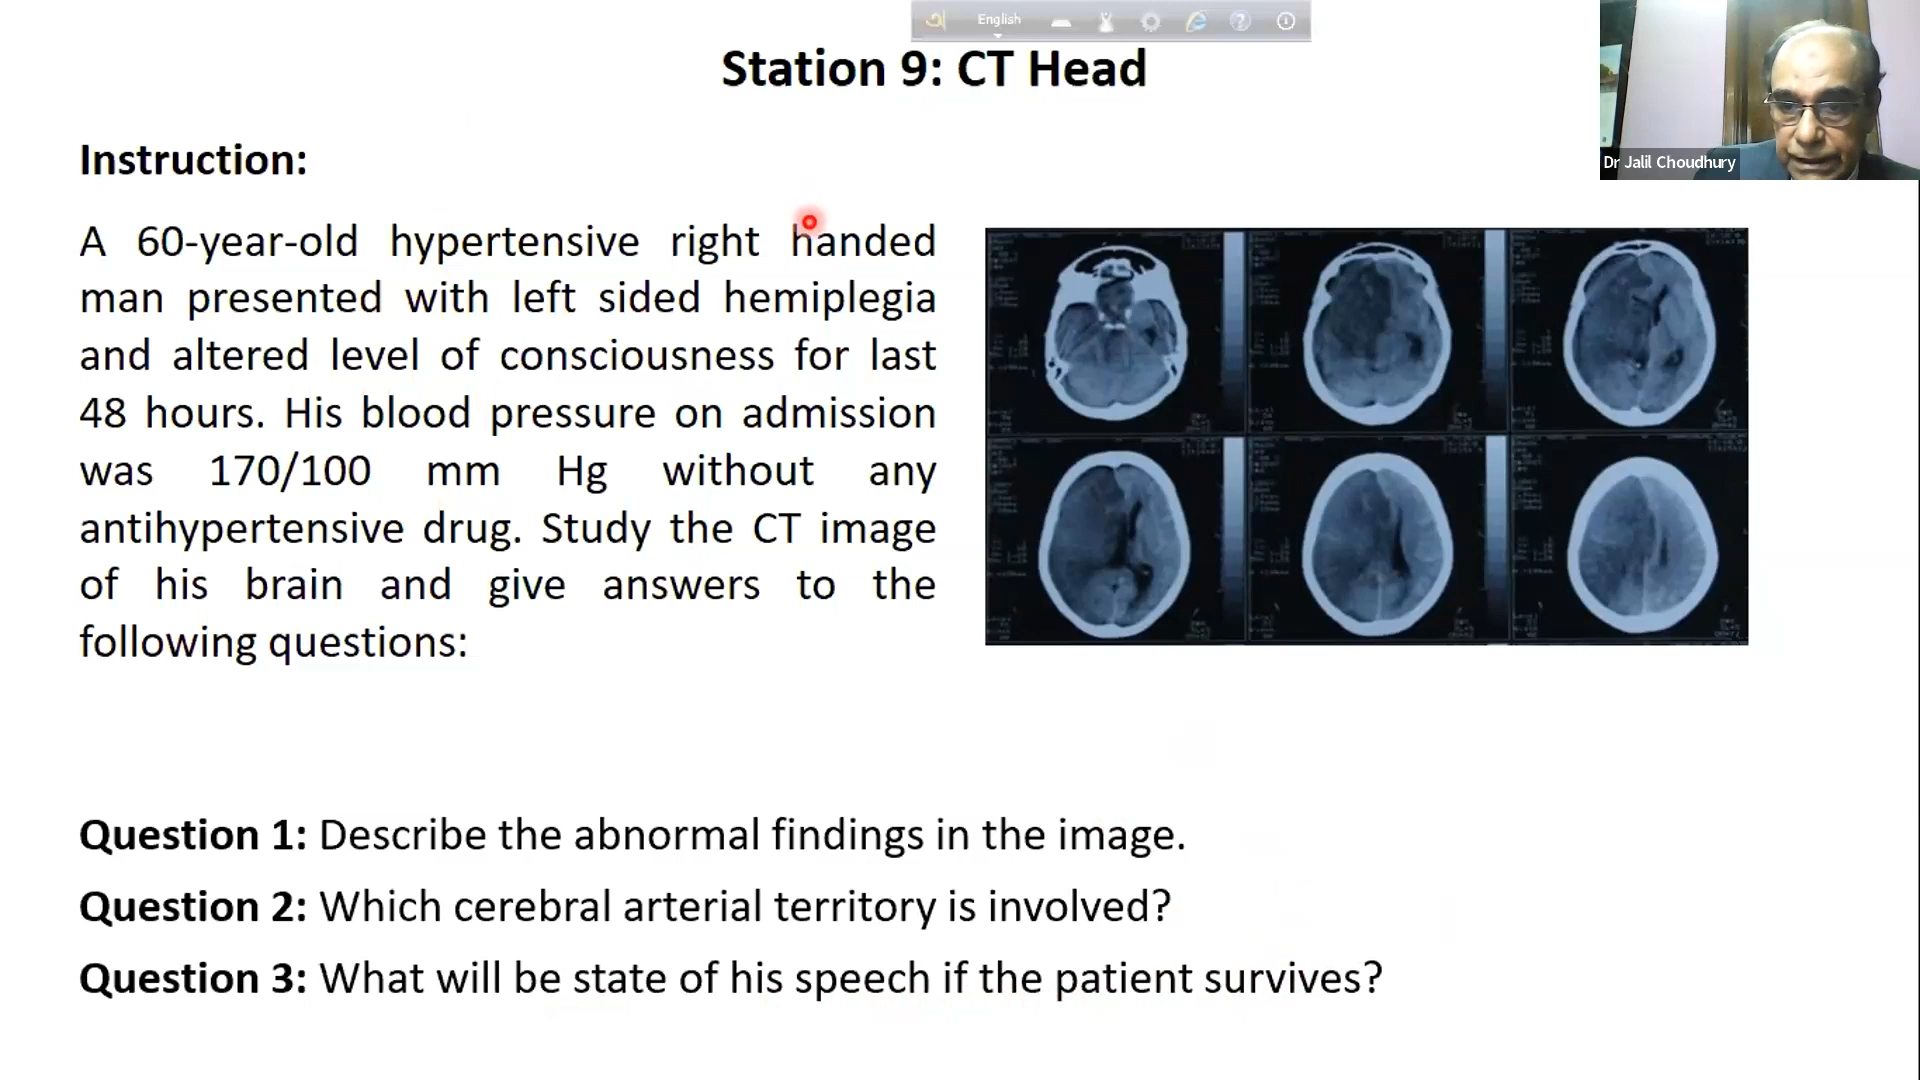 English
Station 9: CT Head
Dr Jalil Choudhury
Instruction:
A 60-year-old hypertensive right handed
man presented with left sided hemiplegia
and altered level of consciousness for last
48 hours. His blood pressure on admission
was 170/100 mm Hg without any
antihypertensive drug. Study the CT image
of his brain and give answers to the
following questions:
Question 1: Describe the abnormal findings in the image.
Question 2: Which cerebral arterial territory is involved?
Question 3: What will be state of his speech if the patient survives?